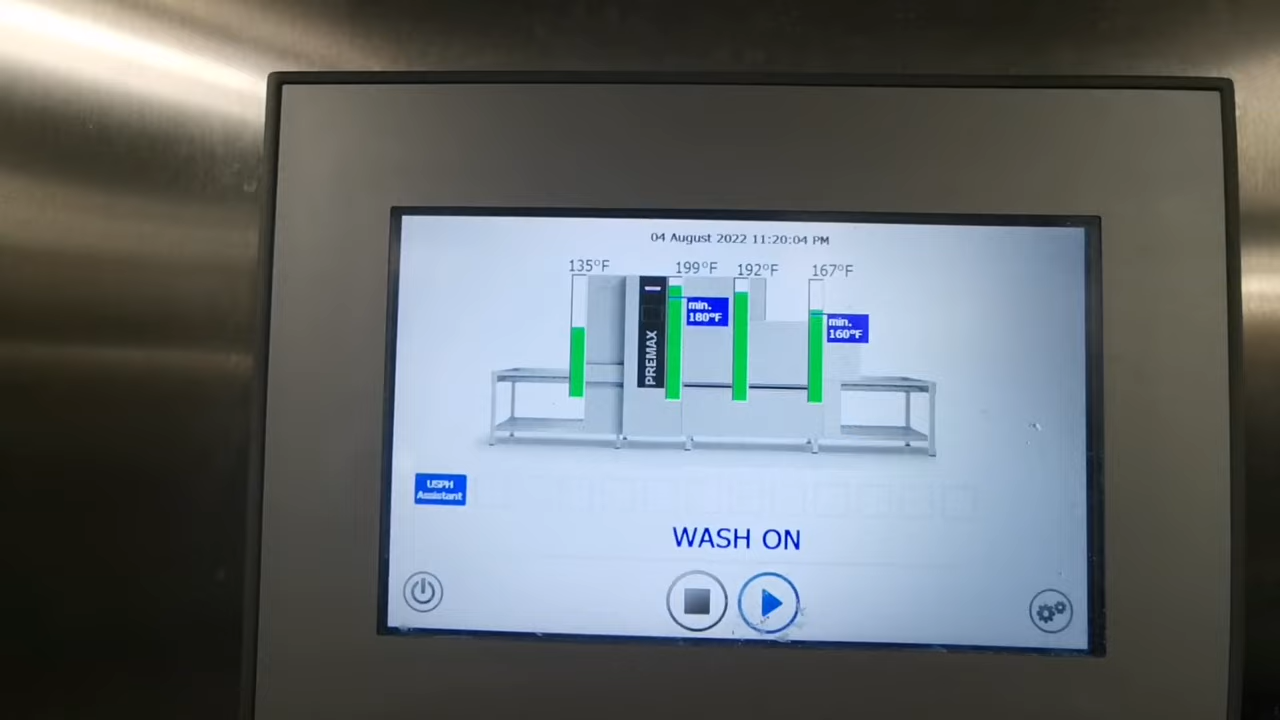 04 August 2022 11:20:04 PM
135°F
199°F
192°F
167°F
min.
180°F
min.
160°F
PREMAX
USPH
Assistant
WASH ON